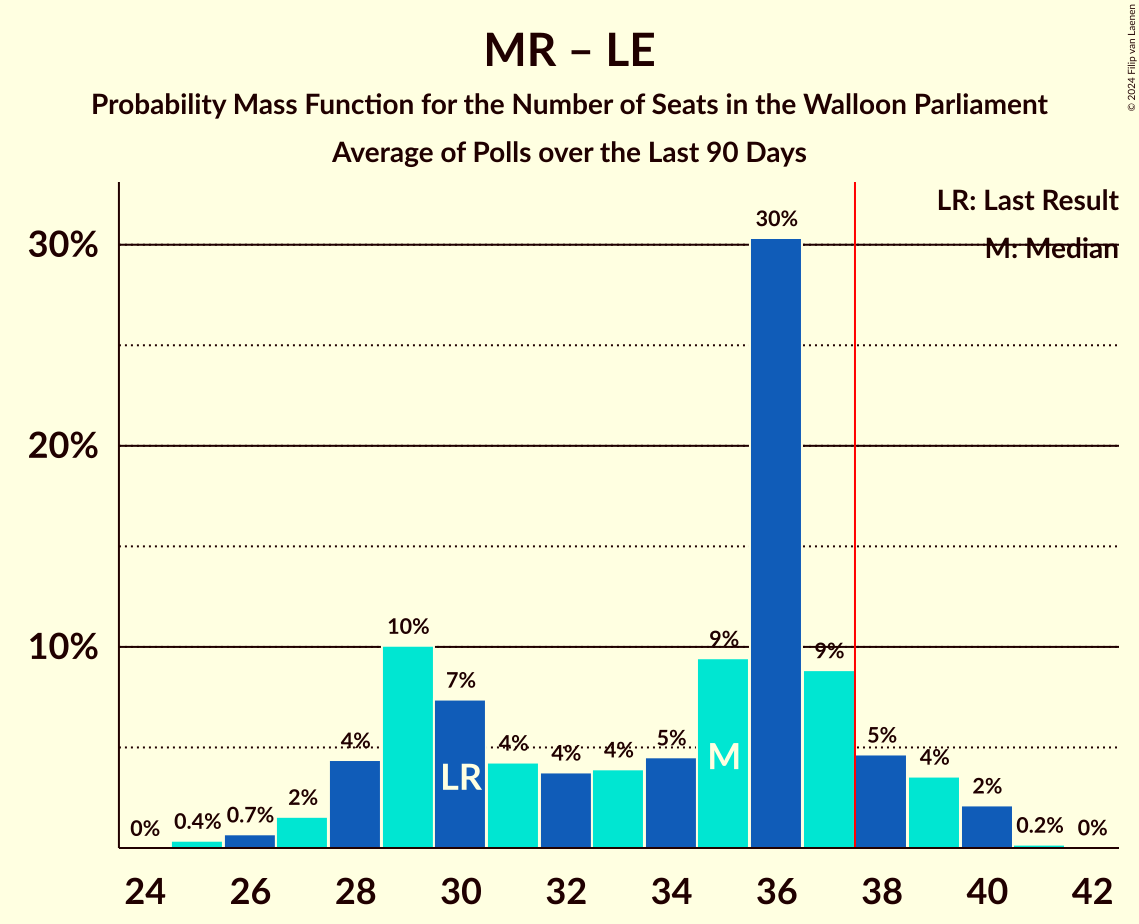 MR – LE
Probability Mass Function for the Number of Seats in the Walloon Parliament
Average of Polls over the Last 90 Days
© 2024 Filip van Laenen
LR: Last Result
M: Median
30%
20%
10%
0%
0.4%
0.7%
2%
4%
10%
7%
4%
4%
4%
5%
9%
30%
9%
5%
4%
2%
0.2%
0%
LR
M
24 26 28 30 32 34 36 38 40 42